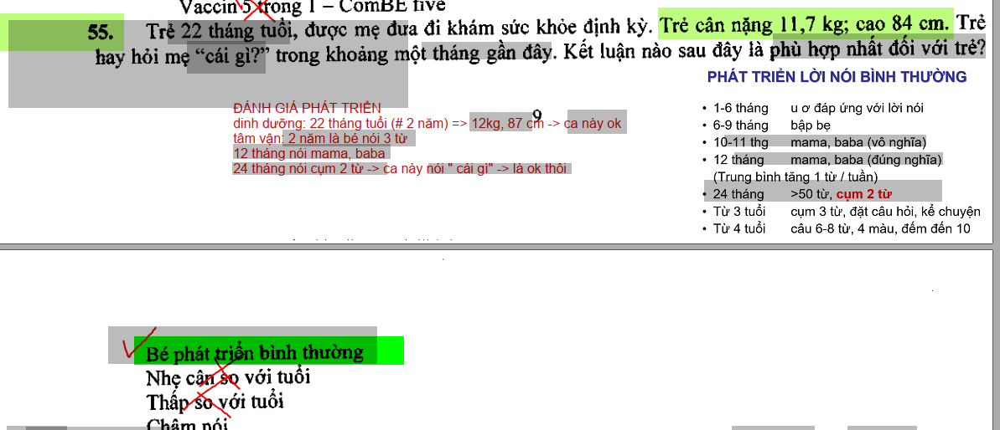 Vaccin 5 trong 1 – ComBE five
55. Trẻ 22 tháng tuổi, được mẹ đưa đi khám sức khỏe định kỳ. Trẻ cân nặng 11,7 kg; cao 84 cm. Trẻ
hay hỏi mẹ “cái gì?” trong khoảng một tháng gần đây. Kết luận nào sau đây là phù hợp nhất đối với trẻ?
PHÁT TRIỂN LỜI NÓI BÌNH THƯỜNG
ĐÁNH GIÁ PHÁT TRIỂN
dinh dưỡng: 22 tháng tuổi (# 2 năm) => 12kg, 87 cm -> ca này ok
9
tâm vận: 2 năm là bé nói 3 từ
12 tháng nói mama, baba
24 tháng nói cụm 2 từ -> ca này nói " cái gì" -> là ok thôi
• 1-6 tháng u ơ đáp ứng với lời nói
• 6-9 tháng bập bẹ
• 10-11 thg mama, baba (vô nghĩa)
• 12 tháng mama, baba (đúng nghĩa)
(Trung bình tăng 1 từ / tuần)
• 24 tháng >50 từ, cụm 2 từ
• Từ 3 tuổi cụm 3 từ, đặt câu hỏi, kể chuyện
• Từ 4 tuổi câu 6-8 từ, 4 màu, đếm đến 10
Bé phát triển bình thường
Nhẹ cân so với tuổi
Thấp so với tuổi
Chậm nói